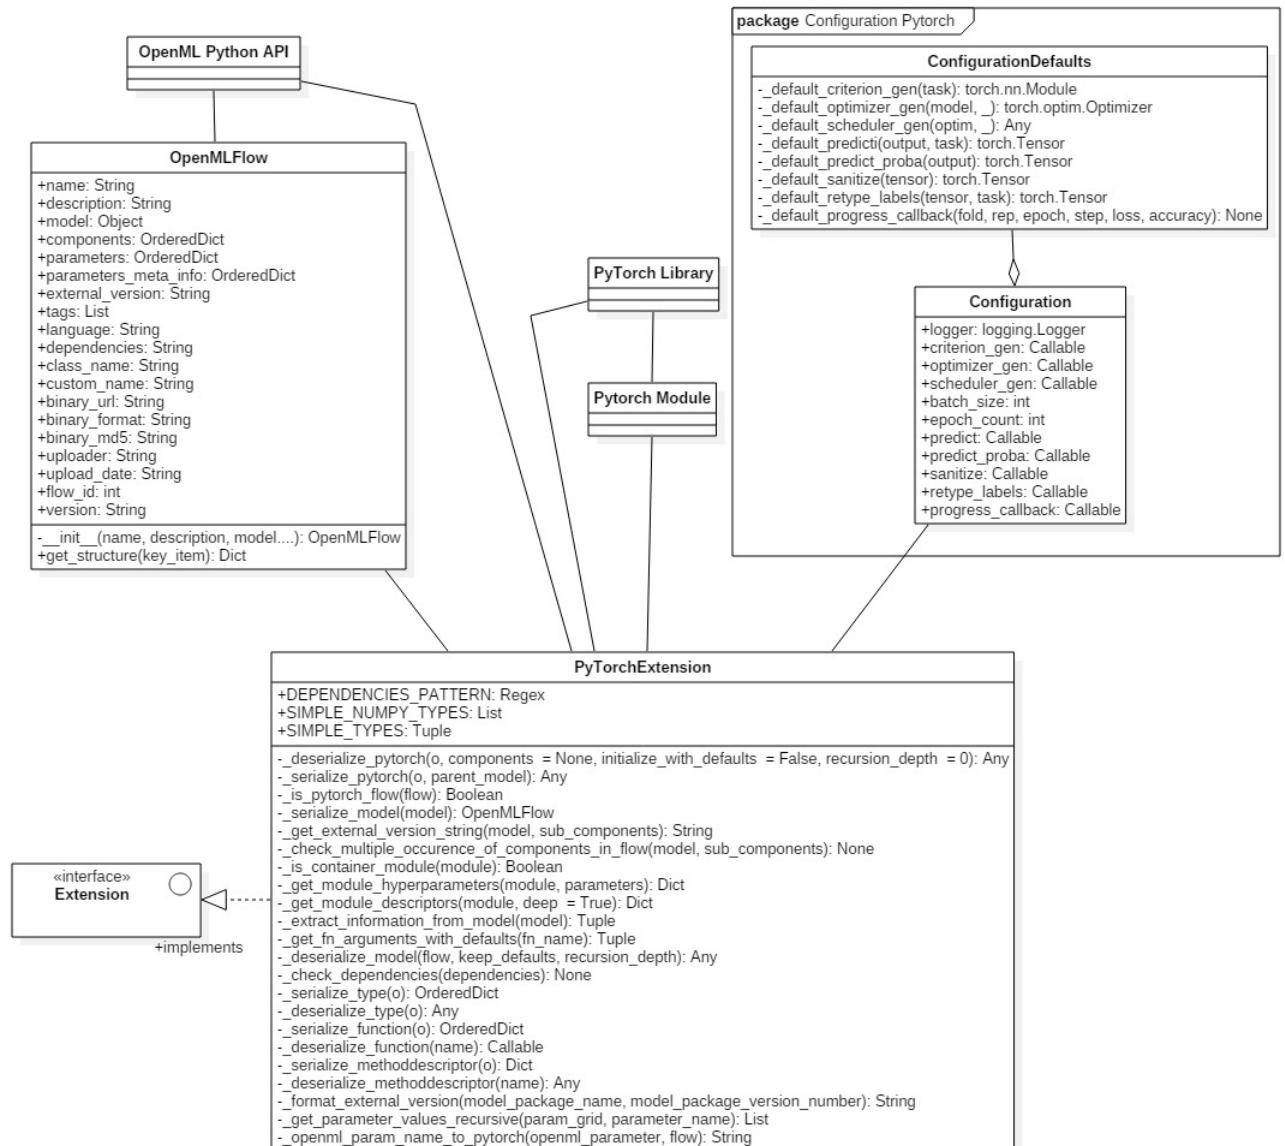 package Configuration Pytorch
OpenML Python API
ConfigurationDefaults
-_default_criterion_gen(task): torch.nn.Module
-_default_optimizer_gen(model, _): torch.optim.Optimizer
-_default_scheduler_gen(optim, _): Any
-_default_predicti(output, task): torch.Tensor
-_default_predict_proba(output): torch.Tensor
-_default_sanitize(tensor): torch.Tensor
-_default_retype_labels(tensor, task): torch.Tensor
-_default_progress_callback(fold, rep, epoch, step, loss, accuracy): None
OpenMLFlow
+name: String
+description: String
+model: Object
+components: OrderedDict
+parameters: OrderedDict
+parameters_meta_info: OrderedDict
+external_version: String
+tags: List
+language: String
+dependencies: String
+class_name: String
+custom_name: String
+binary_url: String
+binary_format: String
+binary_md5: String
+uploader: String
+upload_date: String
+flow_id: int
+version: String
-__init__(name, description, model....): OpenMLFlow
+get_structure(key_item): Dict
PyTorch Library
Pytorch Module
Configuration
+logger: logging.Logger
+criterion_gen: Callable
+optimizer_gen: Callable
+scheduler_gen: Callable
+batch_size: int
+epoch_count: int
+predict: Callable
+predict_proba: Callable
+sanitize: Callable
+retype_labels: Callable
+progress_callback: Callable
PyTorchExtension
+DEPENDENCIES_PATTERN: Regex
+SIMPLE_NUMPY_TYPES: List
+SIMPLE_TYPES: Tuple
-_deserialize_pytorch(o, components = None, initialize_with_defaults = False, recursion_depth = 0): Any
-_serialize_pytorch(o, parent_model): Any
-_is_pytorch_flow(flow): Boolean
-_serialize_model(model): OpenMLFlow
-_get_external_version_string(model, sub_components): String
-_check_multiple_occurence_of_components_in_flow(model, sub_components): None
-_is_container_module(module): Boolean
-_get_module_hyperparameters(module, parameters): Dict
-_get_module_descriptors(module, deep = True): Dict
-_extract_information_from_model(model): Tuple
-_get_fn_arguments_with_defaults(fn_name): Tuple
-_deserialize_model(flow, keep_defaults, recursion_depth): Any
-_check_dependencies(dependencies): None
-_serialize_type(o): OrderedDict
-_deserialize_type(o): Any
-_serialize_function(o): OrderedDict
-_deserialize_function(name): Callable
-_serialize_methoddescriptor(o): Dict
-_deserialize_methoddescriptor(name): Any
-_format_external_version(model_package_name, model_package_version_number): String
-_get_parameter_values_recursive(param_grid, parameter_name): List
-_openml_param_name_to_pytorch(openml_parameter, flow): String
«interface»
Extension
+implements